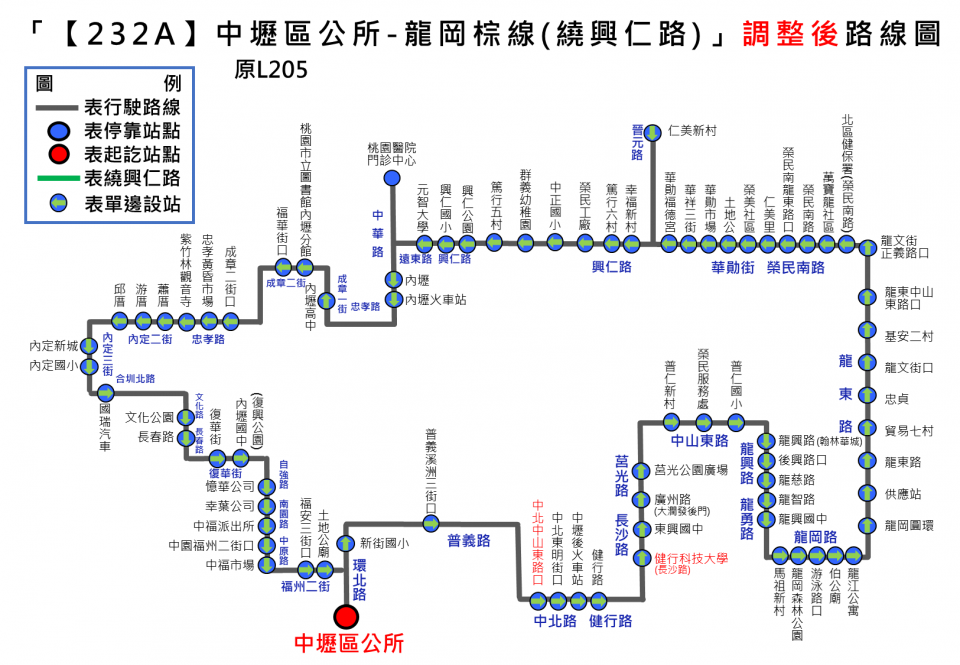 「【232A】中壢區公所-龍岡棕線(繞興仁路)」調整後路線圖
原L205
圖 例
表行駛路線
表停靠站點
表起訖站點
表繞興仁路
表單邊設站
桃園醫院
門診中心
中華路
元智大學
興仁國小
興仁公園
篤行五村
群義幼稚園
中正國小
榮民工廠
篤行六村
幸福新村
遠東路
興仁路
興仁路
晉元路
仁美新村
華勛福德宮
華祥三街
華勛市場
土地公
榮美社區
仁美里
榮民南龍東路口
榮民南路
萬寶龍社區
北區健保署(榮民南路)
華勛街
榮民南路
龍文街
正義路口
龍東中山
東路口
基安二村
龍文街口
忠貞
貿易七村
龍東路
供應站
龍岡圓環
龍東路
龍江公寓
伯公廟
游泳路口
龍岡森林公園
馬祖新村
龍岡路
龍興路(翰林華城)
後興路口
龍慈路
龍智路
龍興國中
龍興路
龍勇路
普仁新村
榮民服務處
普仁國小
中山東路
莒光路
長沙路
莒光公園廣場
廣州路
(大潤發後門)
東興國中
健行科技大學
(長沙路)
中北中山東路口
中北東明街口
中壢後火車站
健行路
中北路
健行路
普義溪洲三街口
普義路
新街國小
環北路
中壢區公所
內壢
內壢火車站
忠孝路
內壢高中
成章一街
桃園市立圖書館內壢分館
福德街口
成章二街
成章二街口
忠孝黃昏市場
紫竹林觀音寺
蕭厝
游厝
邱厝
忠孝路
內定二街
內定新城
內定國小
內定三街
合圳北路
國瑞汽車
文化公園
長春路
文化路
長春路
復華街
內壢國中(復興公園)
復華街
自強路
憶華公司
幸葉公司
南園路
中福派出所
中園福州二街口
中福市場
中原路
福安三街口
土地公廟
福州二街